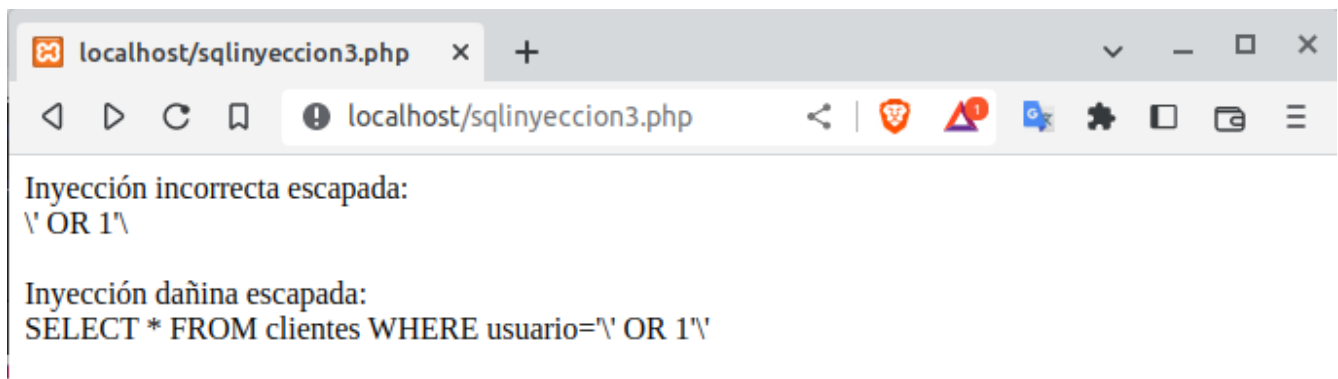 localhost/sqlinyeccion3.php
localhost/sqlinyeccion3.php
1
Inyección incorrecta escapada:
\' OR 1'\
Inyección dañina escapada:
SELECT * FROM clientes WHERE usuario='\' OR 1'\'